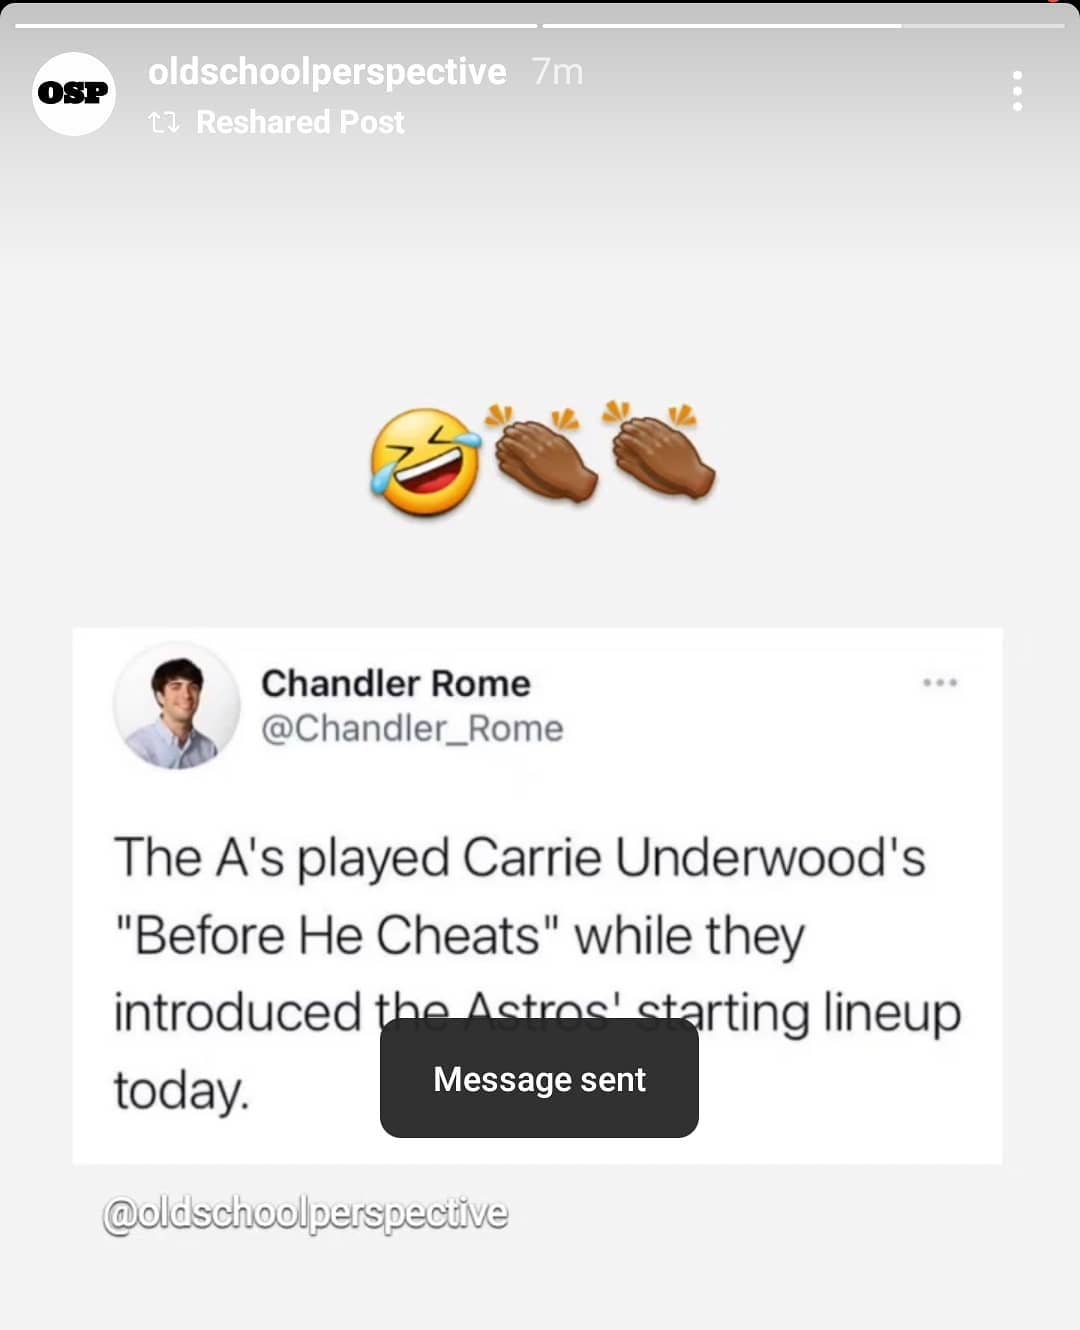 oldschoolperspective 7m
OSP
Reshared Post
Chandler Rome
@Chandler_Rome
The A's played Carrie Underwood's
"Before He Cheats" while they
introduced the Astros' starting lineup
today.
Message sent
@oldschoolperspective